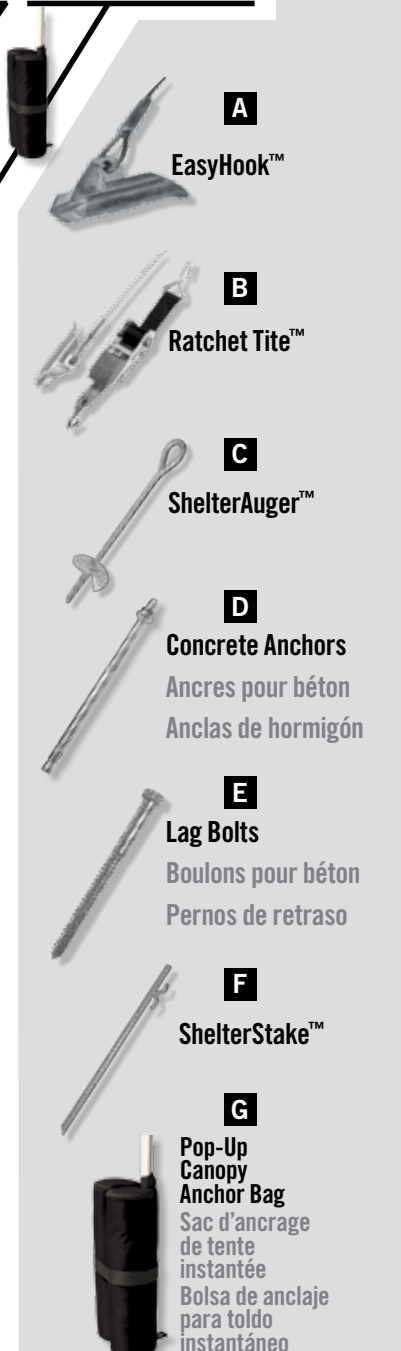 A
EasyHook™
B
Ratchet Tite™
C
ShelterAuger™
D
Concrete Anchors
Ancres pour béton
Anclas de hormigón
E
Lag Bolts
Boulons pour béton
Pernos de retraso
F
ShelterStake™
G
Pop-Up
Canopy
Anchor Bag
Sac d'ancrage
de tente
instantée
Bolsa de anclaje
para toldo
instantáneo